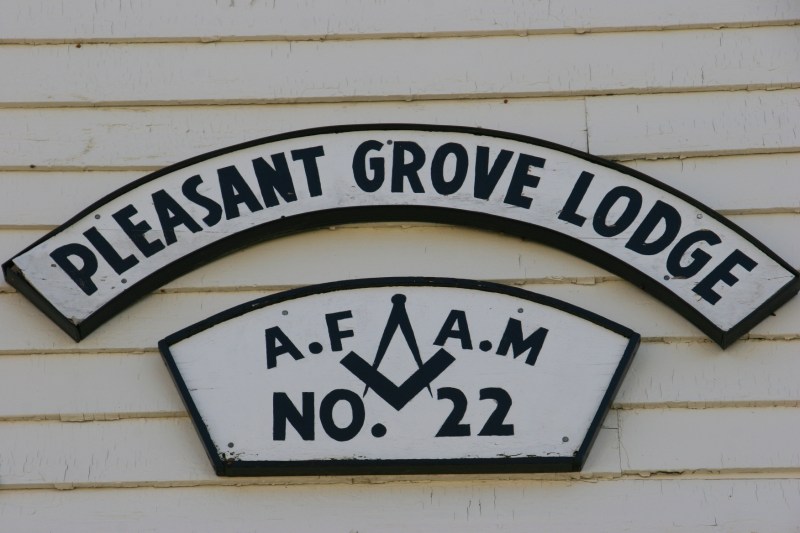 PLEASANT GROVE LODGE
A.F A.M
NO. 22